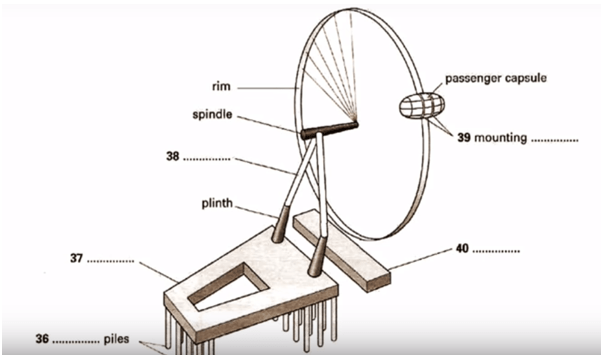 rim
passenger capsule
spindle
39 mounting ..............
38 ..............
plinth
40 ..............
37 ..............
36 .............. piles